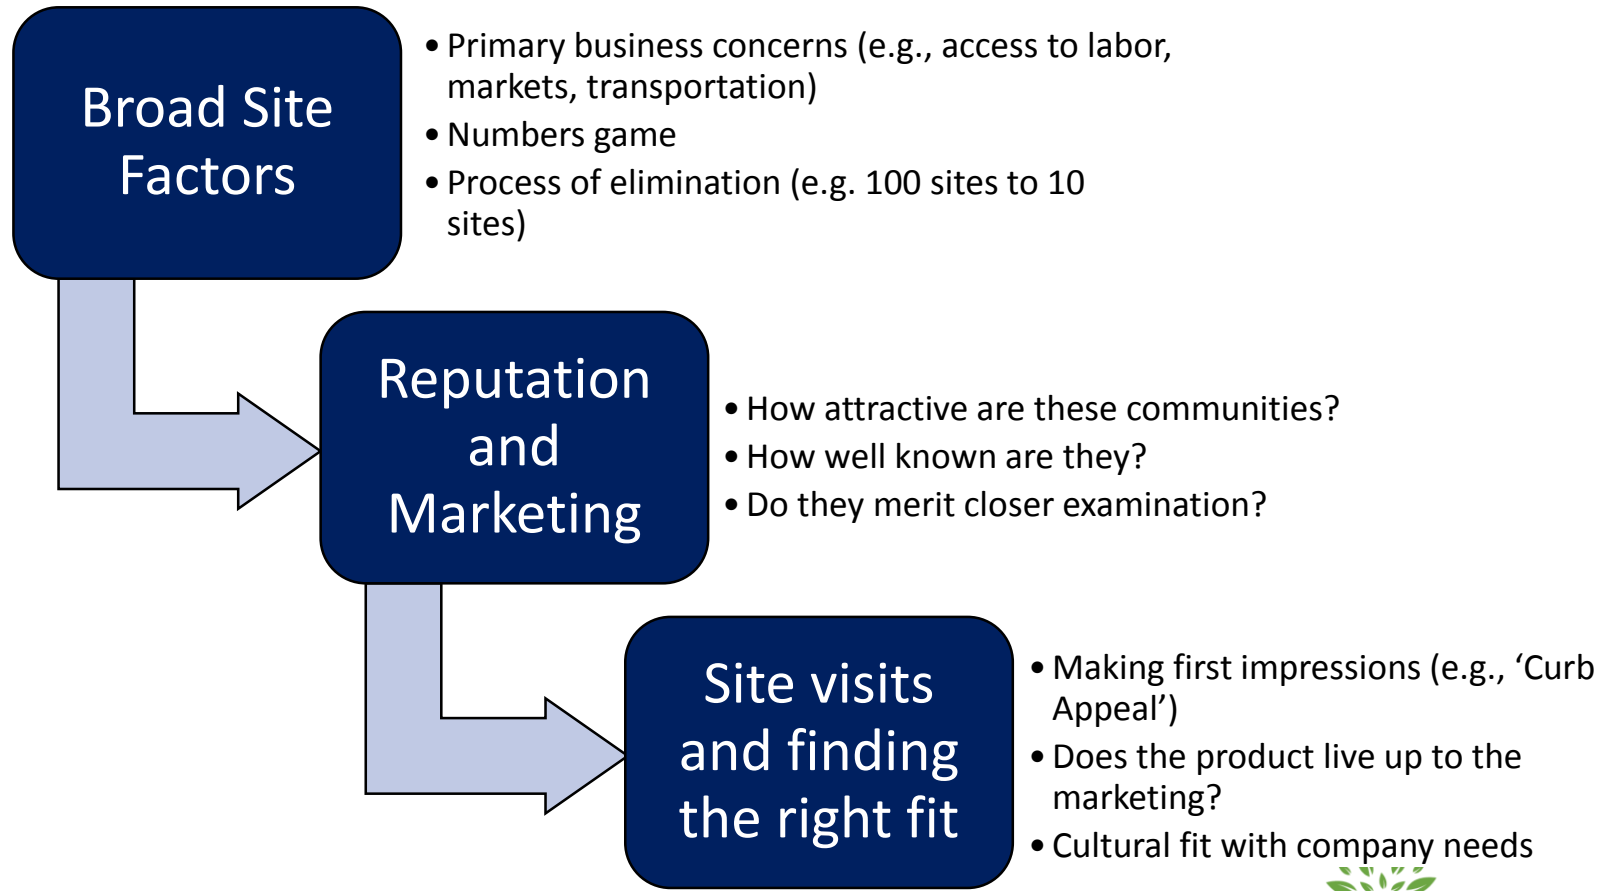 Broad Site
Factors
• Primary business concerns (e.g., access to labor,
markets, transportation)
• Numbers game
• Process of elimination (e.g. 100 sites to 10
sites)
Reputation
and
Marketing
• How attractive are these communities?
• How well known are they?
• Do they merit closer examination?
Site visits
and finding
the right fit
• Making first impressions (e.g., ‘Curb
Appeal’)
• Does the product live up to the
marketing?
• Cultural fit with company needs